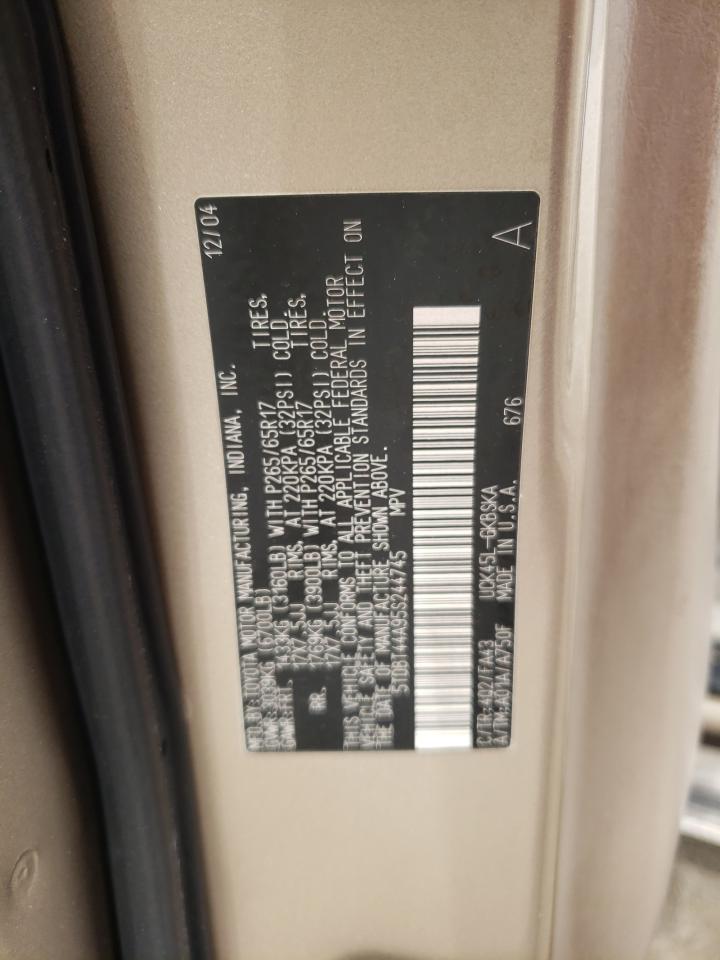 MFD.BY:TOYOTA MOTOR MANUFACTURING, INDIANA, INC. 12/04
GVWR:3039KG (6700LB)
GAWR:FRT. 1433KG (3160LB) WITH P265/65R17 TIRES.
17X7.5JJ RIMS, AT 220KPA (32PSI) COLD.
RR. 1769KG (3900LB) WITH P265/65R17 TIRES.
17X7.5JJ RIMS, AT 220KPA (32PSI) COLD.
THIS VEHICLE CONFORMS TO ALL APPLICABLE FEDERAL MOTOR
VEHICLE SAFETY AND THEFT PREVENTION STANDARDS IN EFFECT ON
THE DATE OF MANUFACTURE SHOWN ABOVE.
5TDBT44A95S244745 MPV
A
C/TR:4Q2/FA43 UCK45L-GKBSKA
A/TM:A01A/A750F MADE IN U.S.A. 676